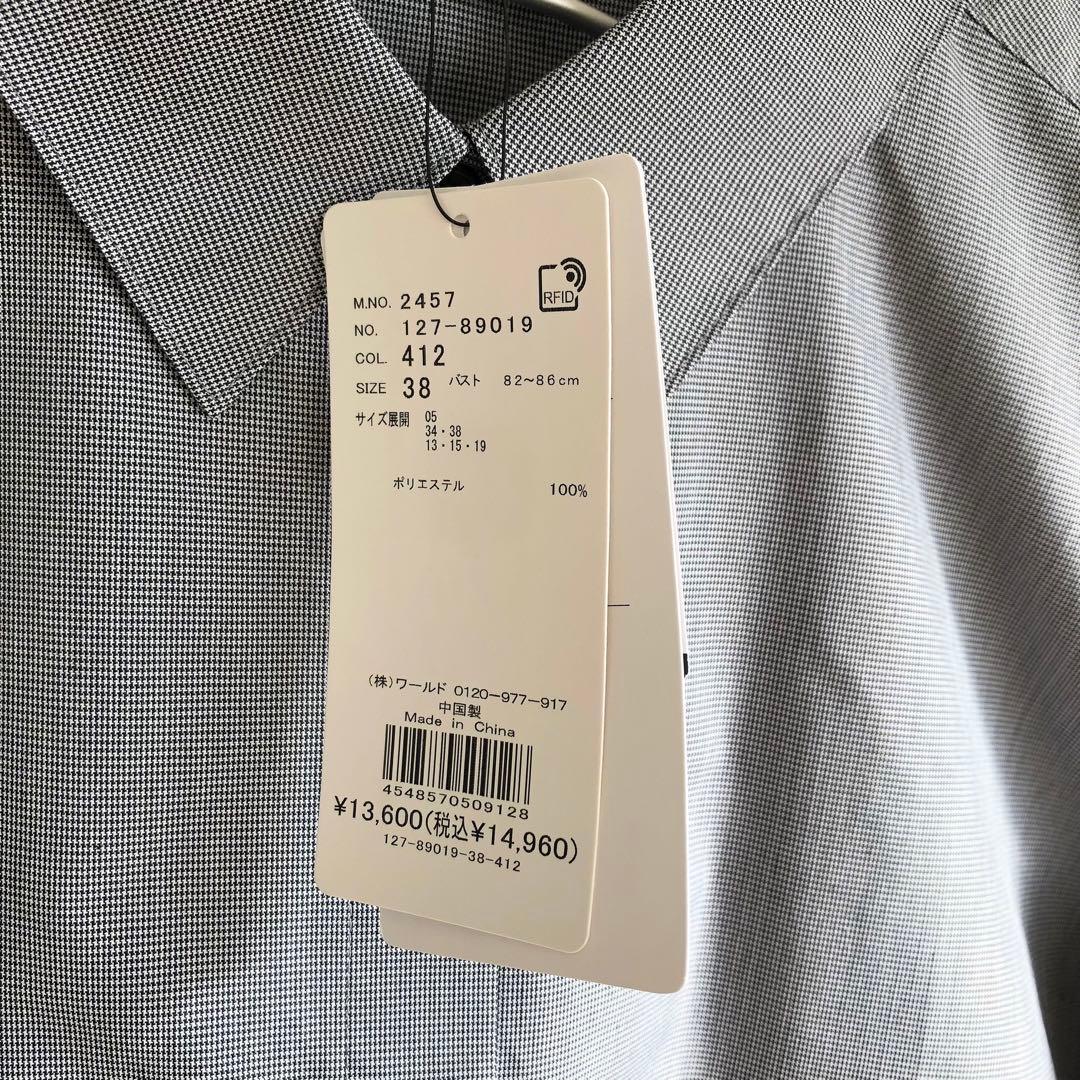 RFID
M.NO. 2457
NO. 127-89019
COL. 412
SIZE 38 バスト 82~86cm
サイズ展開 05
34・38
13・15・19
ポリエステル 100%
(株)ワールド 0120-977-917
中国製
Made in China
4548570509128
¥13,600(税込¥14,960)
127-89019-38-412